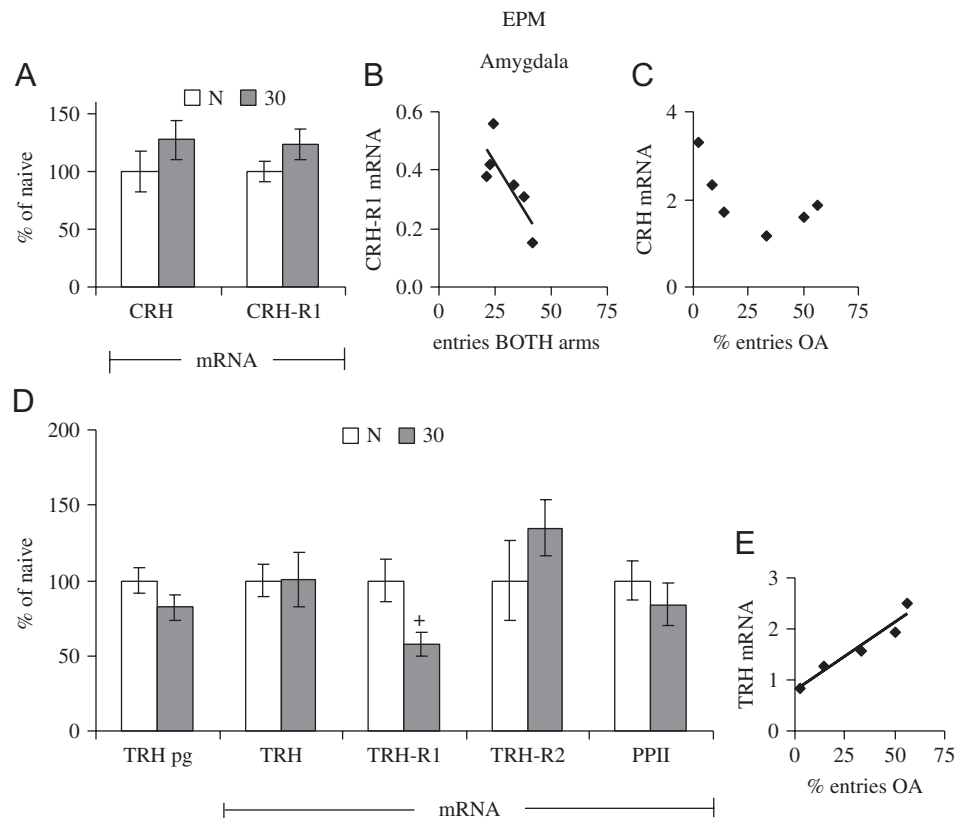 EPM
Amygdala
A
N 30
% of naive
150
100
50
0
CRH CRH-R1
mRNA
B
CRH-R1 mRNA
0.6
0.4
0.2
0.0
0 25 50 75
entries BOTH arms
C
CRH mRNA
4
2
0
0 25 50 75
% entries OA
D
N 30
% of naive
200
150
100
50
0
+
TRH pg TRH TRH-R1 TRH-R2 PPII
mRNA
E
TRH mRNA
3
2
1
0
0 25 50 75
% entries OA